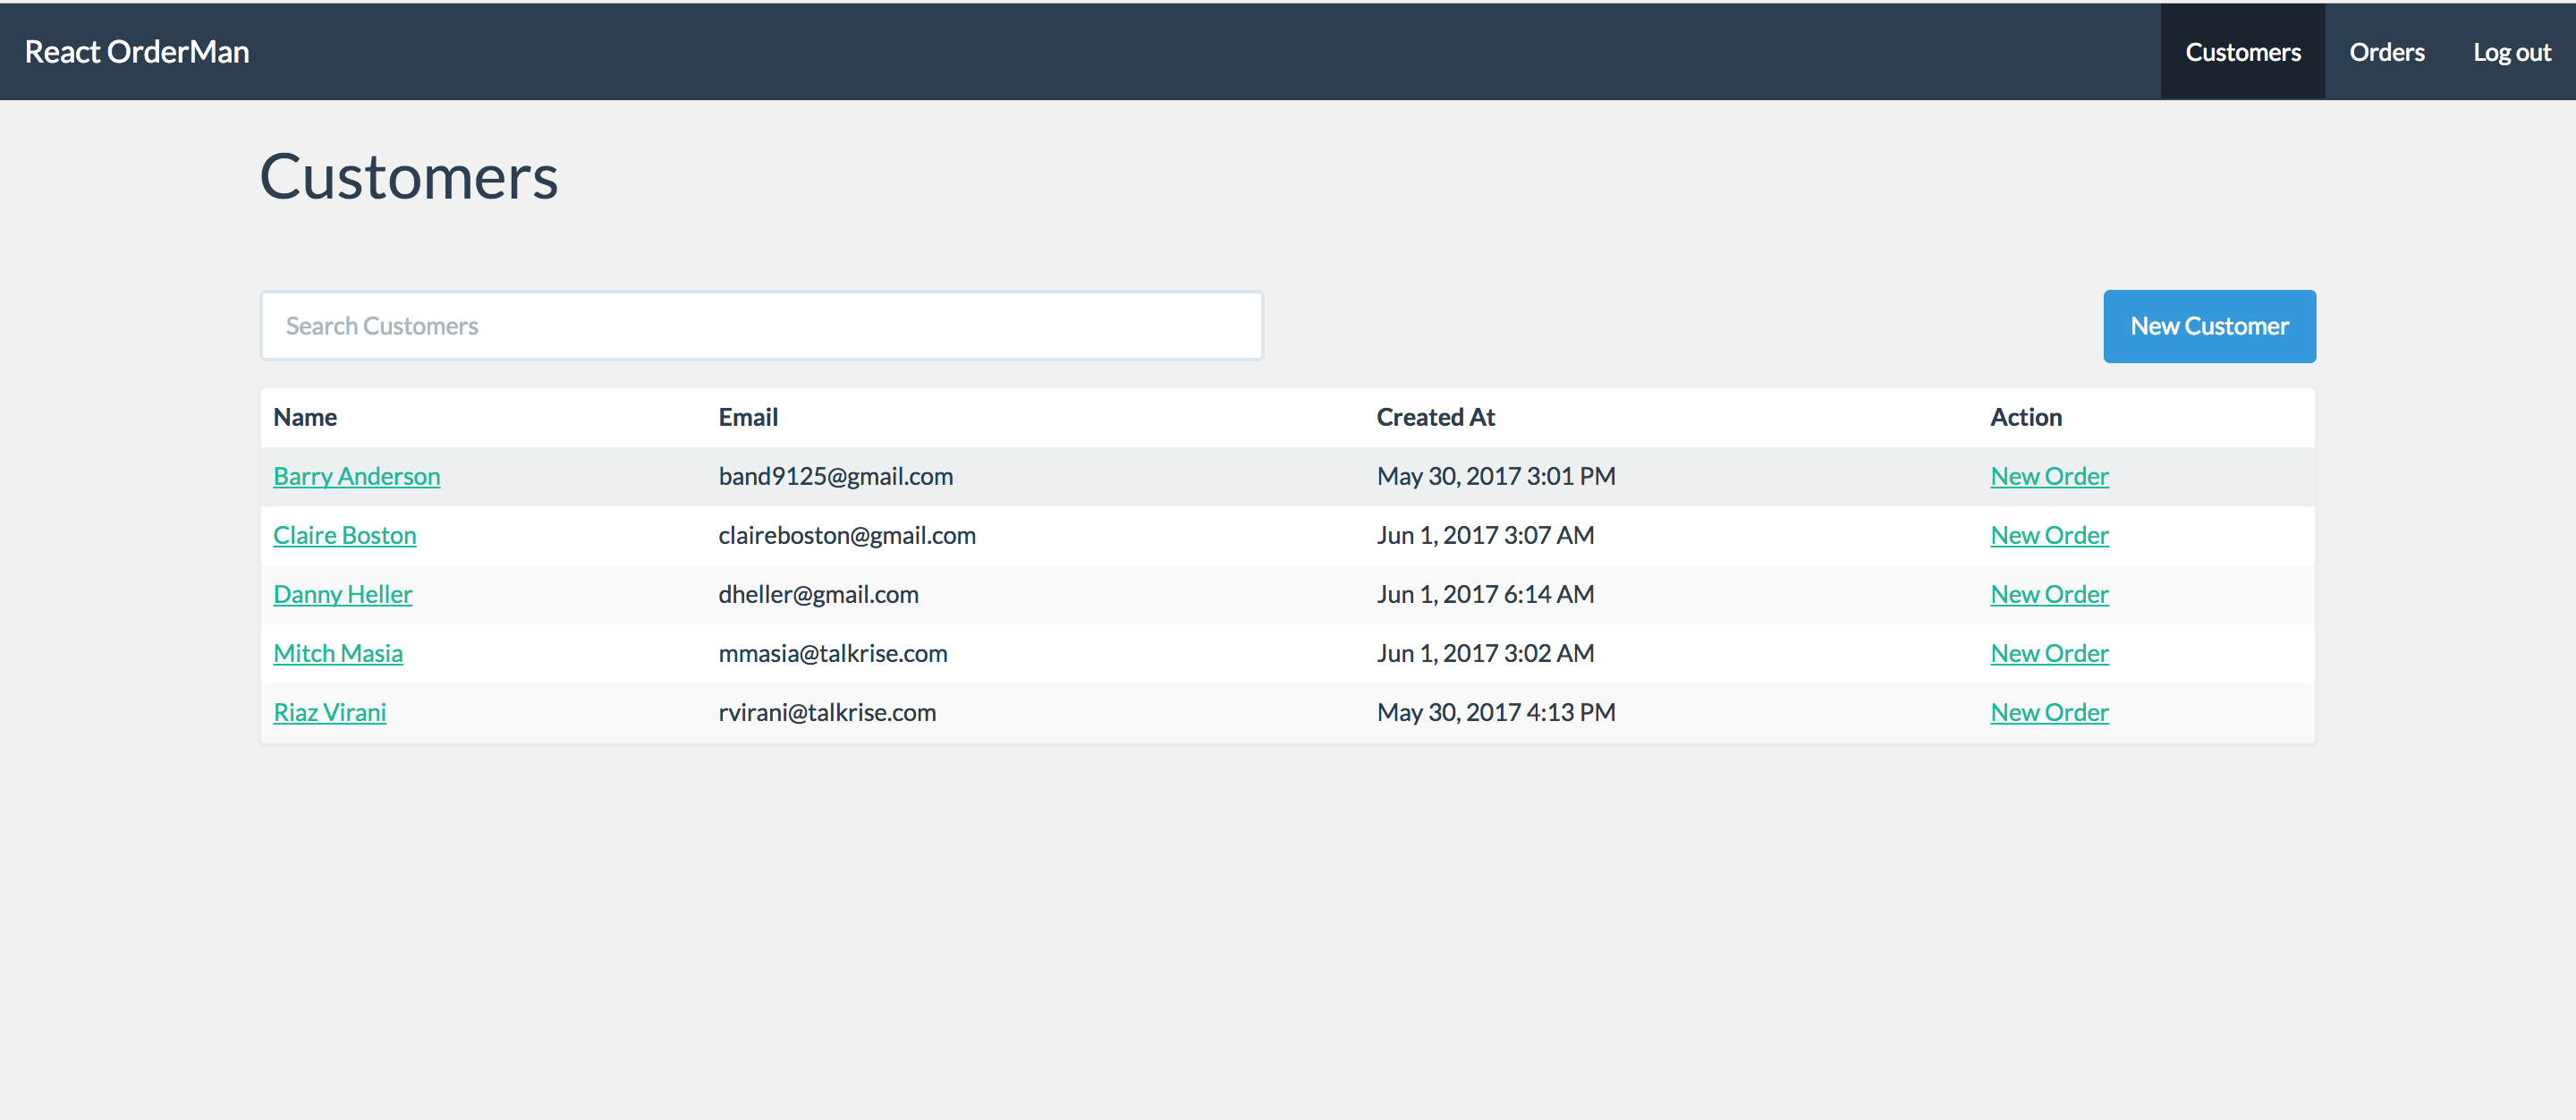 React OrderMan Customers Orders Log out
Customers
Search Customers New Customer
Name Email Created At Action
Barry Anderson band9125@gmail.com May 30, 2017 3:01 PM New Order
Claire Boston claireboston@gmail.com Jun 1, 2017 3:07 AM New Order
Danny Heller dheller@gmail.com Jun 1, 2017 6:14 AM New Order
Mitch Masia mmasia@talkrise.com Jun 1, 2017 3:02 AM New Order
Riaz Virani rvirani@talkrise.com May 30, 2017 4:13 PM New Order